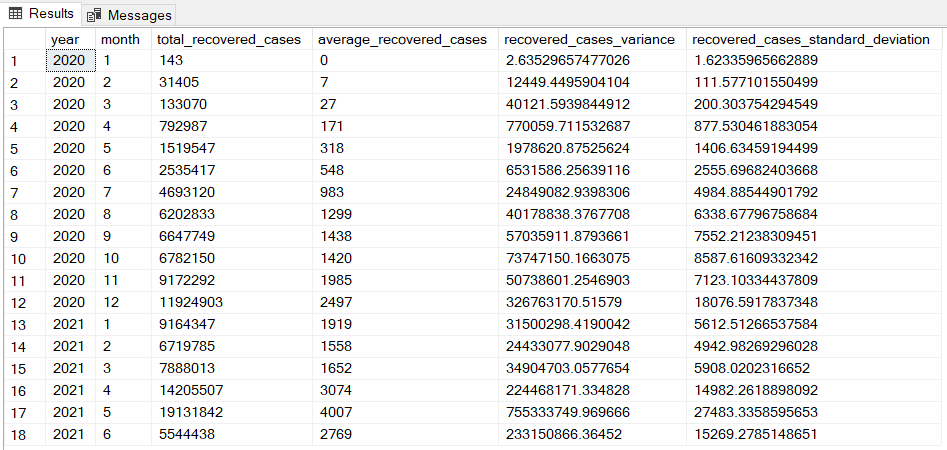 Results Messages
year month total_recovered_cases average_recovered_cases recovered_cases_variance recovered_cases_standard_deviation
1 2020 1 143 0 2.63529657477026 1.62335965662889
2 2020 2 31405 7 12449.4495904104 111.577101550499
3 2020 3 133070 27 40121.5939844912 200.303754294549
4 2020 4 792987 171 770059.711532687 877.530461883054
5 2020 5 1519547 318 1978620.87525624 1406.63459194499
6 2020 6 2535417 548 6531586.25639116 2555.69682403668
7 2020 7 4693120 983 24849082.9398306 4984.88544901792
8 2020 8 6202833 1299 40178838.3767708 6338.67796758684
9 2020 9 6647749 1438 57035911.8793661 7552.21238309451
10 2020 10 6782150 1420 73747150.1663075 8587.61609332342
11 2020 11 9172292 1985 50738601.2546903 7123.10334437809
12 2020 12 11924903 2497 326763170.51579 18076.5917837348
13 2021 1 9164347 1919 31500298.4190042 5612.51266537584
14 2021 2 6719785 1558 24433077.9029048 4942.98269296028
15 2021 3 7888013 1652 34904703.0577654 5908.0202316652
16 2021 4 14205507 3074 224468171.334828 14982.2618898092
17 2021 5 19131842 4007 755333749.969666 27483.3358595653
18 2021 6 5544438 2769 233150866.36452 15269.2785148651